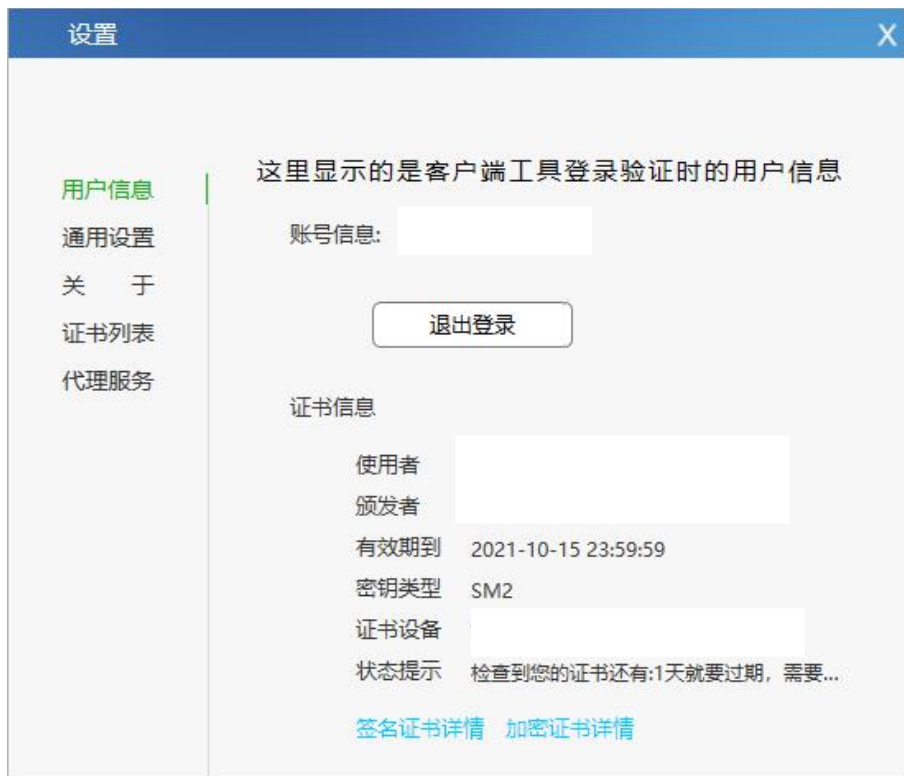 设置 X
这里显示的是客户端工具登录验证时的用户信息
用户信息
通用设置
关 于
证书列表
代理服务
账号信息:
退出登录
证书信息
使用者
颁发者
有效期到 2021-10-15 23:59:59
密钥类型 SM2
证书设备
状态提示 检查到您的证书还有:1天就要过期，需要...
签名证书详情 加密证书详情